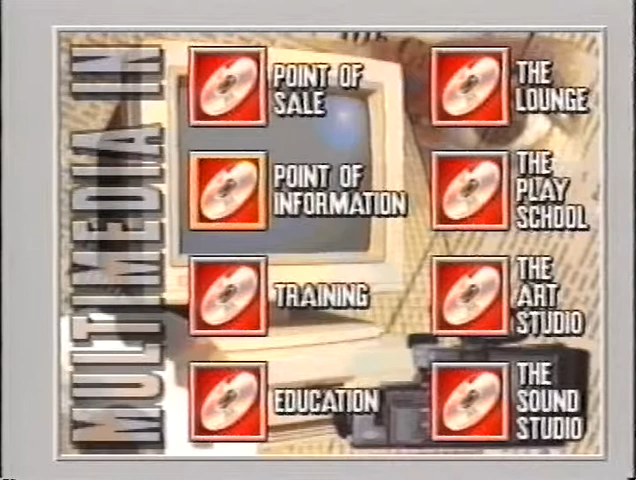 MULTIMEDIA IN
POINT OF
SALE
POINT OF
INFORMATION
TRAINING
EDUCATION
THE
LOUNGE
THE
PLAY
SCHOOL
THE
ART
STUDIO
THE
SOUND
STUDIO